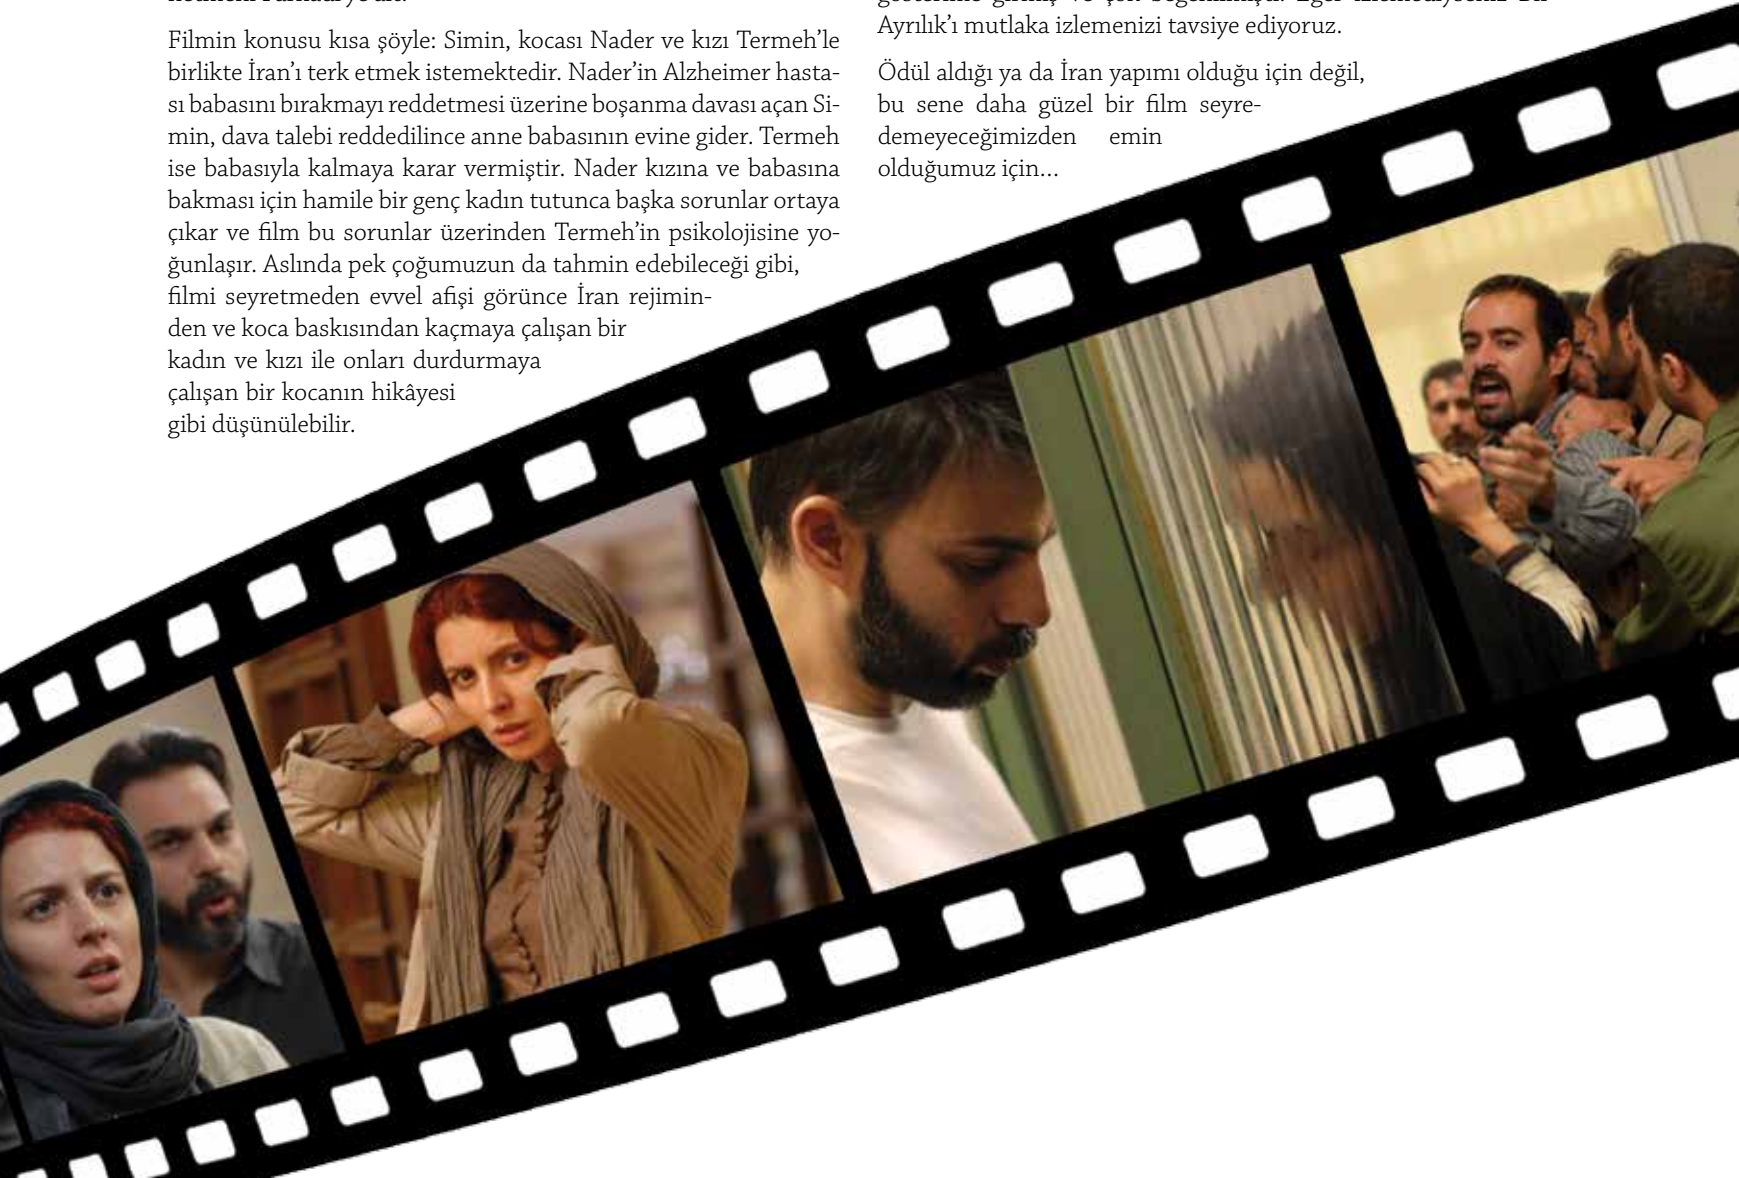 Filmin konusu kısa şöyle: Simin, kocası Nader ve kızı Termeh’le
birlikte İran’ı terk etmek istemektedir. Nader’in Alzheimer hasta-
sı babasını bırakmayı reddetmesi üzerine boşanma davası açan Si-
min, dava talebi reddedilince anne babasının evine gider. Termeh
ise babasıyla kalmaya karar vermiştir. Nader kızına ve babasına
bakması için hamile bir genç kadın tutunca başka sorunlar ortaya
çıkar ve film bu sorunlar üzerinden Termeh’in psikolojisine yo-
ğunlaşır. Aslında pek çoğumuzun da tahmin edebileceği gibi,
filmi seyretmeden evvel afişi görünce İran rejimin-
den ve koca baskısından kaçmaya çalışan bir
kadın ve kızı ile onları durdurmaya
çalışan bir kocanın hikâyesi
gibi düşünülebilir.
Ayrılık’ı mutlaka izlemenizi tavsiye ediyoruz.
Ödül aldığı ya da İran yapımı olduğu için değil,
bu sene daha güzel bir film seyre-
demeyeceğimizden emin
olduğumuz için...